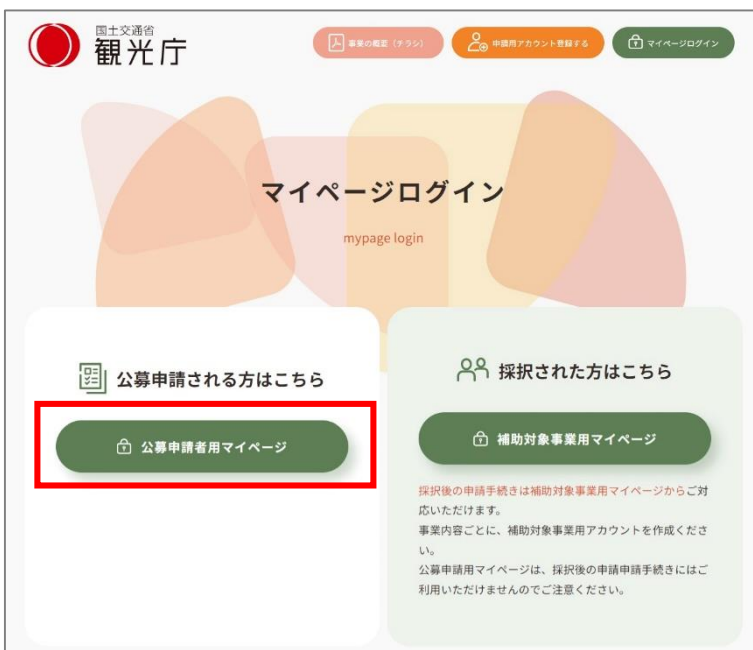 国土交通省
観光庁
事業の概要（チラシ）
申請用アカウント登録する
マイページログイン
マイページログイン
mypage login
公募申請される方はこちら
公募申請者用マイページ
採択された方はこちら
補助対象事業用マイページ
採択後の申請手続きは補助対象事業用マイページからご対
応いただけます。
事業内容ごとに、補助対象事業用アカウントを作成くださ
い。
公募申請用マイページは、採択後の申請申請手続きにはご
利用いただけませんのでご注意ください。